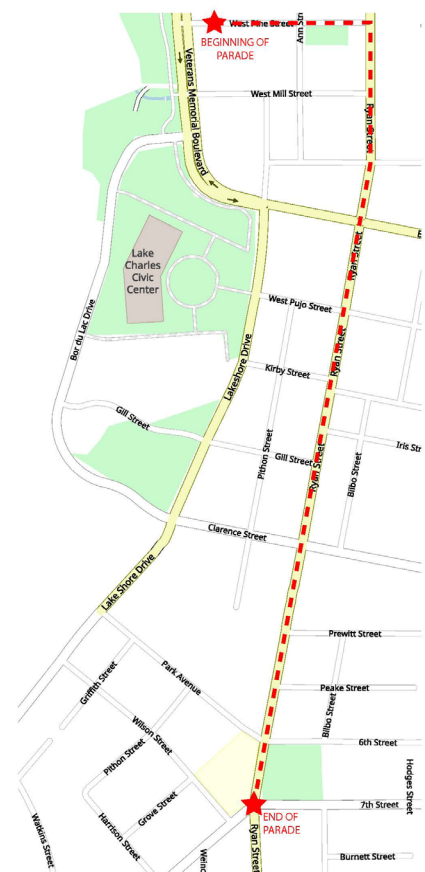 West Pine Street
Ann Stre
BEGINNING OF
PARADE
Veterans Memorial Boulevard
West Mill Street
Ryan Street
Lake
Charles
Civic
Center
Ryan Street
West Pujo Street
Bor du Lac Drive
Lakeshore Drive
Ryan Street
Kirby Street
Gill Street
Pithon Street
Gill Street
Ryan Street
Bilbo Street
Iris Str
Clarence Street
Lake Shore Drive
Prewitt Street
Park Avenue
Griffith Street
Peake Street
Bilbo Street
Wilson Street
6th Street
Pithon Street
Hodges Street
Grove Street
Harrison Street
7th Street
END OF
PARADE
Watkins Street
Ryan Street
Burnett Street